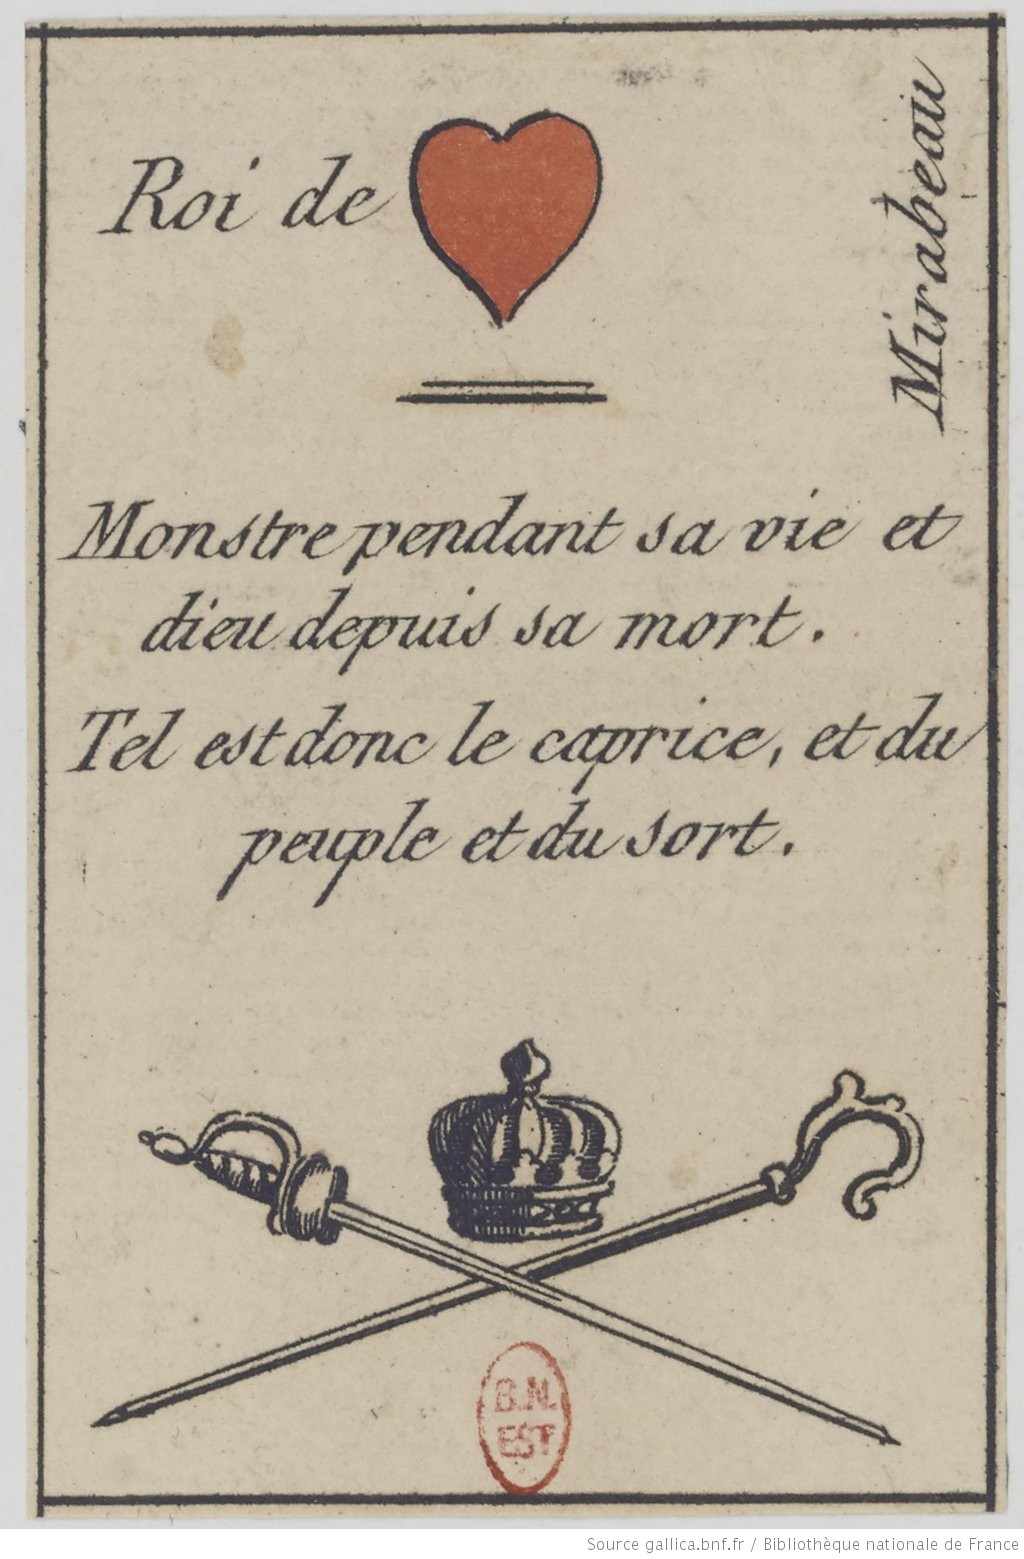 Roi de
Mirabeau
Monstre pendant sa vie et
dieu depuis sa mort.
Tel est donc le caprice, et du
peuple et du sort.
B.N.
EST
Source gallica.bnf.fr / Bibliothèque nationale de France